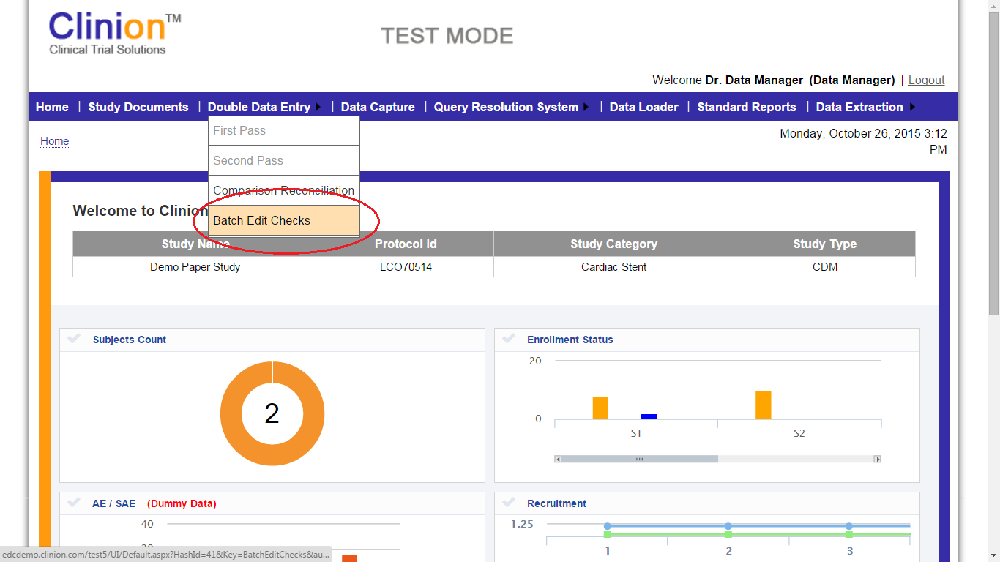 Clinion™
Clinical Trial Solutions
TEST MODE
Welcome Dr. Data Manager (Data Manager) | Logout
Home | Study Documents | Double Data Entry | Data Capture | Query Resolution System | Data Loader | Standard Reports | Data Extraction
First Pass
Second Pass
Comparison Reconciliation
Batch Edit Checks
Home
Monday, October 26, 2015 3:12
PM
Welcome to Clinion
Study Name Protocol Id Study Category Study Type
Demo Paper Study LCO70514 Cardiac Stent CDM
Subjects Count
2
Enrollment Status
20
0
S1 S2
AE / SAE (Dummy Data)
40
Recruitment
1.25
1 2 3
edcdemo.clinion.com/test5/UI/Default.aspx?HashId=41&Key=BatchEditChecks&au...